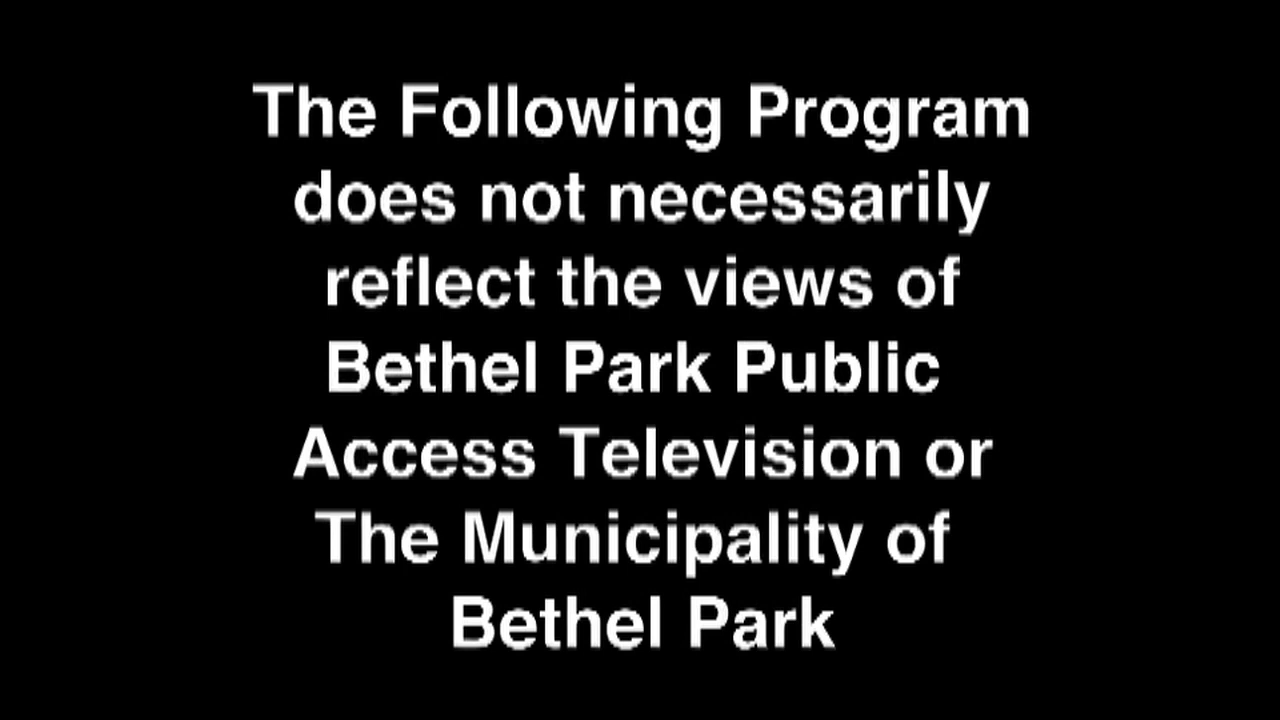 The Following Program
does not necessarily
reflect the views of
Bethel Park Public
Access Television or
The Municipality of
Bethel Park